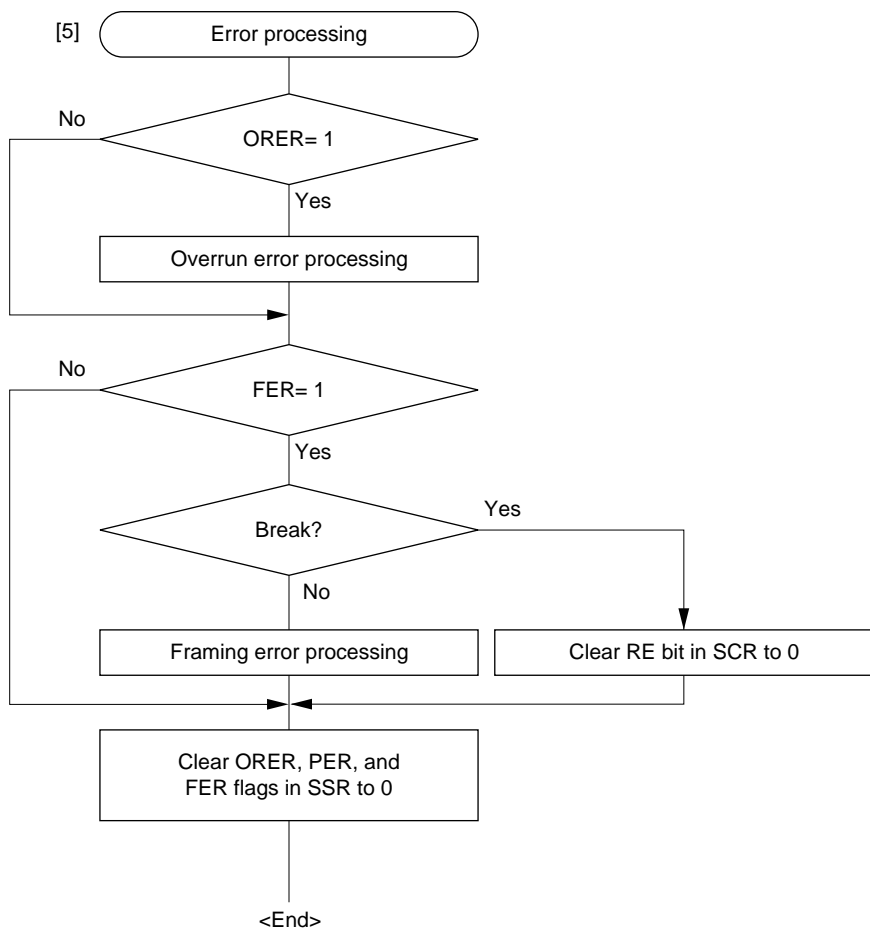 [5] Error processing
No
ORER= 1
Yes
Overrun error processing
No
FER= 1
Yes
Break?
Yes
No
Framing error processing
Clear RE bit in SCR to 0
Clear ORER, PER, and
FER flags in SSR to 0
<End>